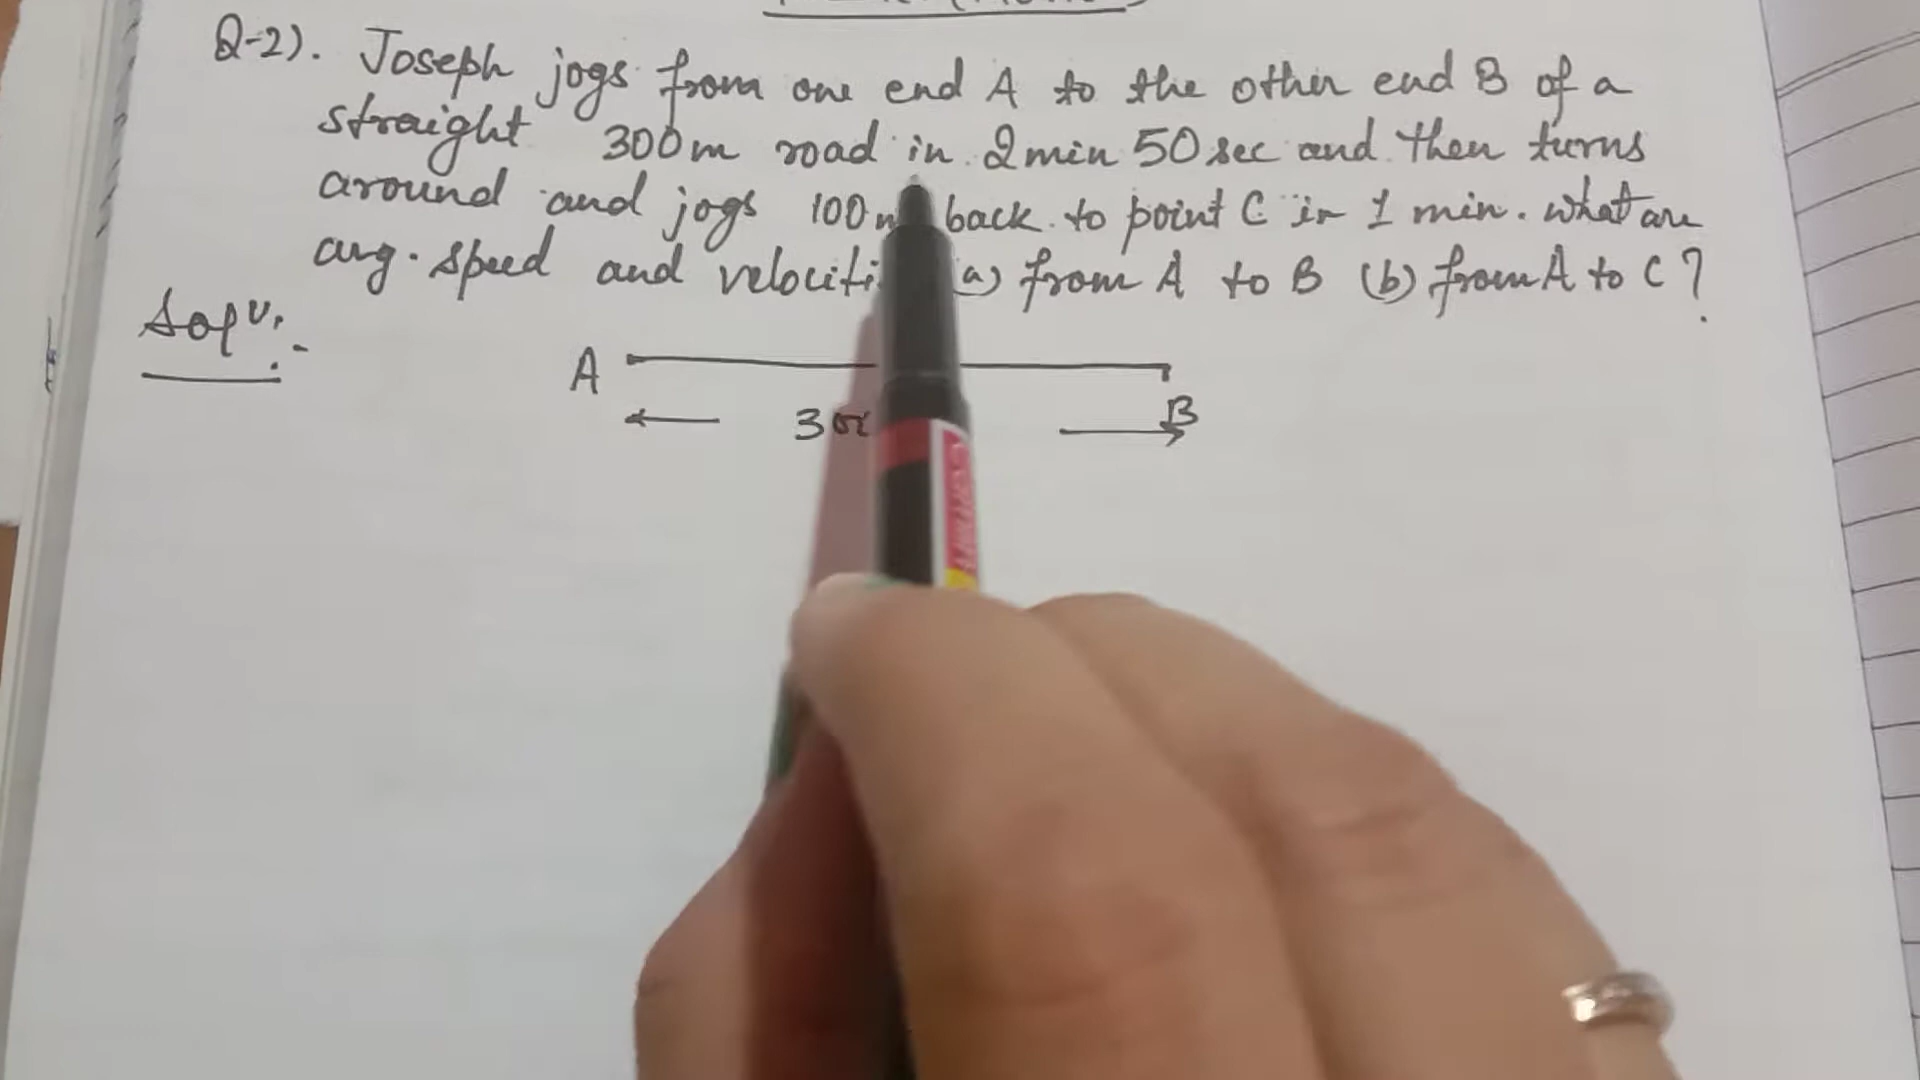 Q-2). Joseph jogs from one end A to the other end B of a
straight 300m road in 2min 50sec and then turns
around and jogs 100m back to point C in 1 min. what are
avg. speed and (a) from A to B (b) from A to C?
A
B